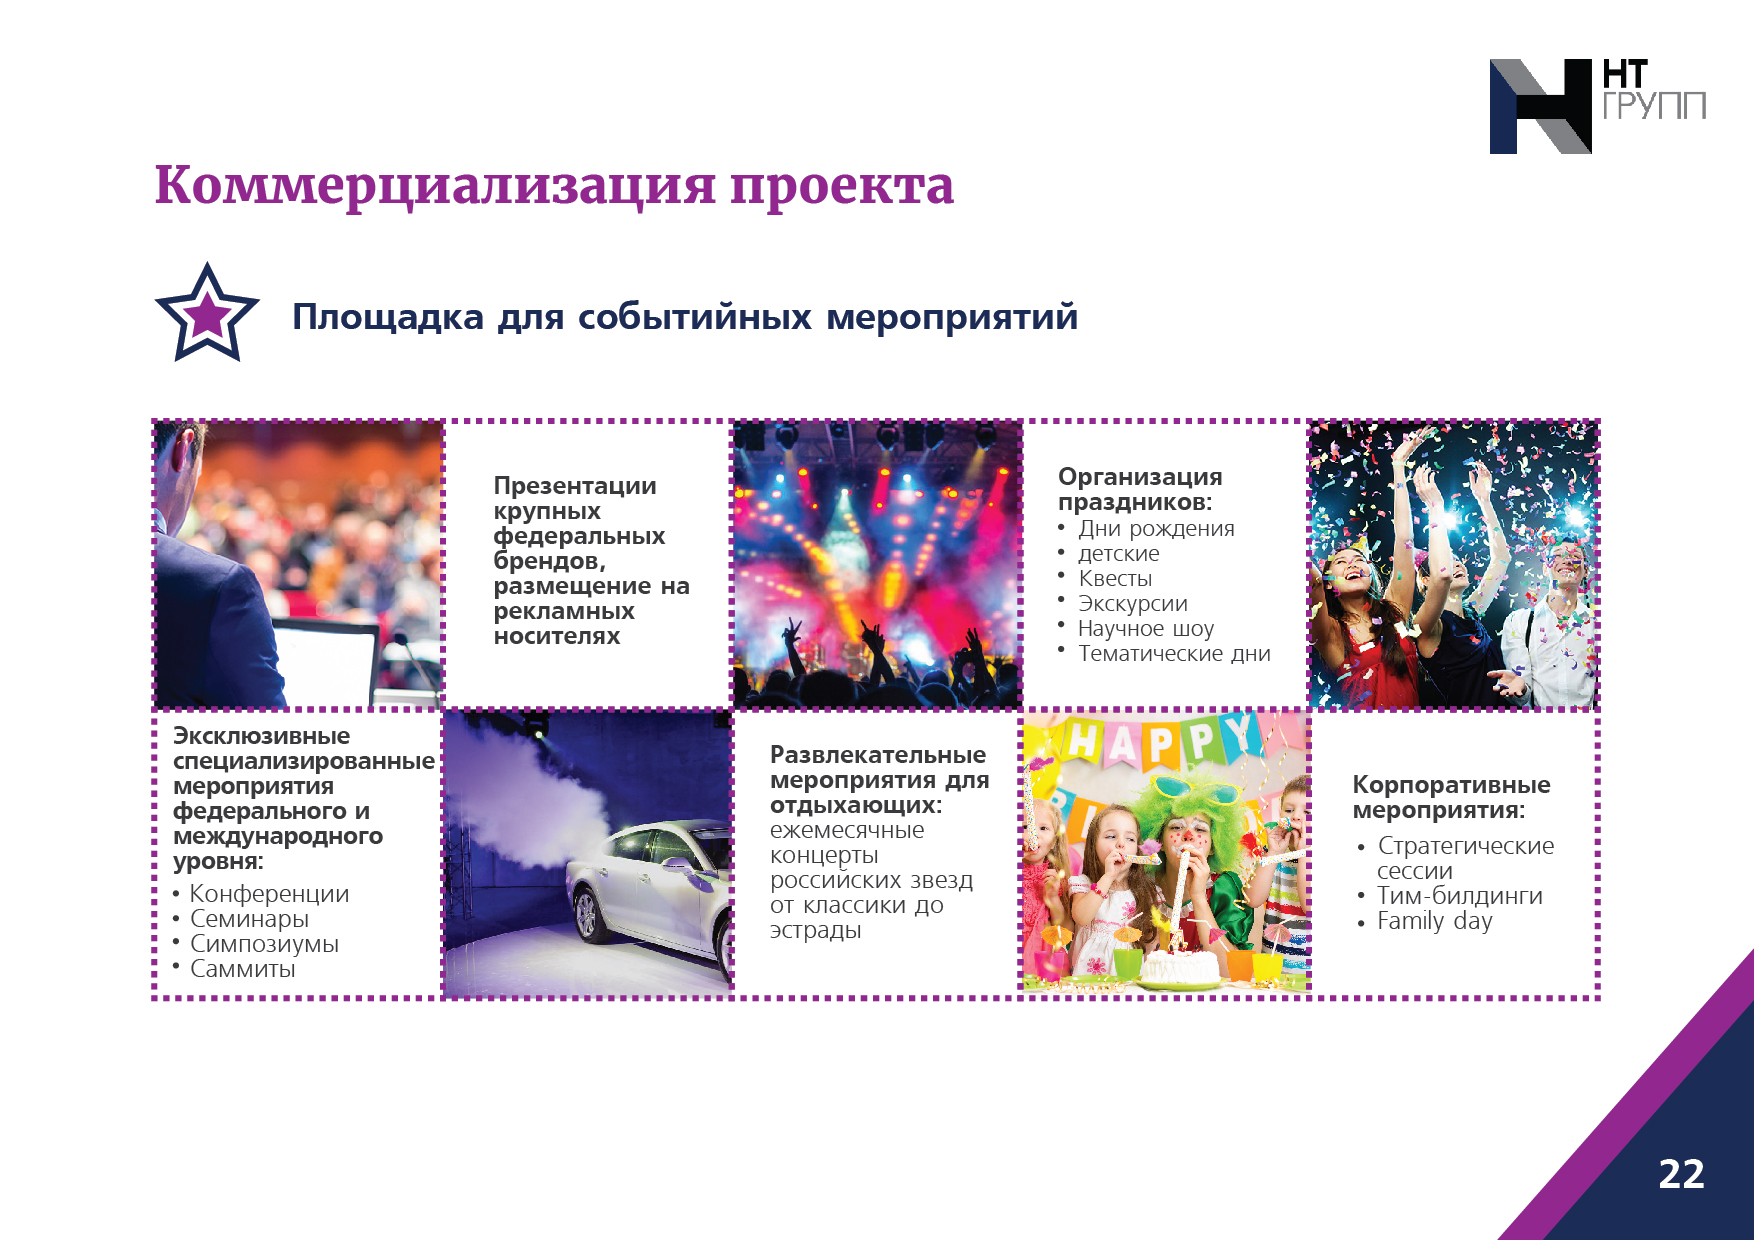 НТ
ГРУПП
Коммерциализация проекта
Площадка для событийных мероприятий
Презентации
крупных
федеральных
брендов,
размещение на
рекламных
носителях
Организация
праздников:
• Дни рождения
• детские
• Квесты
• Экскурсии
• Научное шоу
• Тематические дни
Эксклюзивные
специализированные
мероприятия
федерального и
международного
уровня:
• Конференции
• Семинары
• Симпозиумы
• Саммиты
Развлекательные
мероприятия для
отдыхающих:
ежемесячные
концерты
российских звезд
от классики до
эстрады
HAPPY
Корпоративные
мероприятия:
• Стратегические
сессии
• Тим-билдинги
• Family day
22